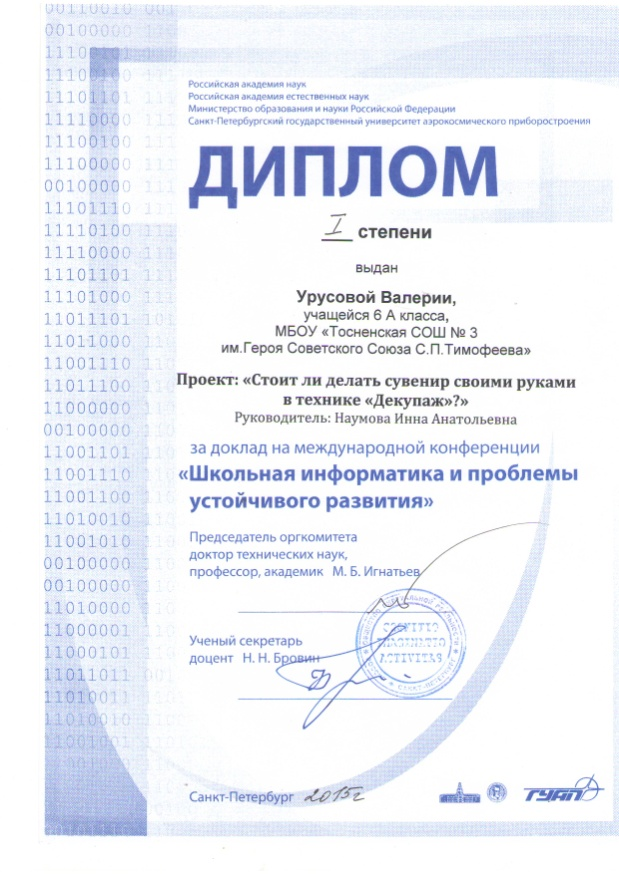 Российская академия наук
Российская академия естественных наук
Министерство образования и науки Российской Федерации
Санкт-Петербургский государственный университет аэрокосмического приборостроения
ДИПЛОМ
I степени
выдан
Урусовой Валерии,
учащейся 6 А класса,
МБОУ «Тосненская СОШ № 3
им.Героя Советского Союза С.П.Тимофеева»
Проект: «Стоит ли делать сувенир своими руками
в технике «Декупаж»?»
Руководитель: Наумова Инна Анатольевна
за доклад на международной конференции
«Школьная информатика и проблемы
устойчивого развития»
Председатель оргкомитета
доктор технических наук,
профессор, академик М. Б. Игнатьев
Ученый секретарь
доцент Н. Н. Бровин
Санкт-Петербург 2015г
ГУАП